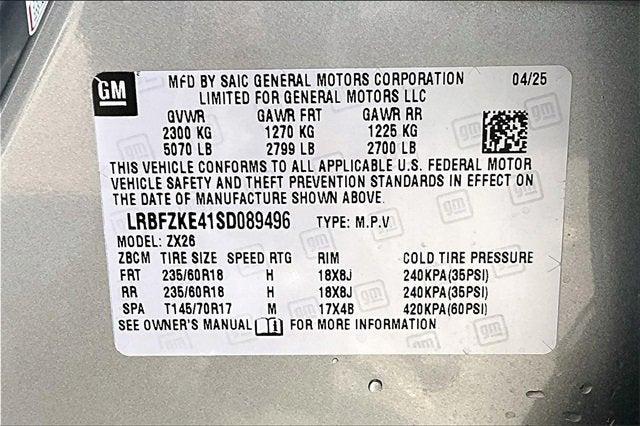 GM
MFD BY SAIC GENERAL MOTORS CORPORATION 04/25
LIMITED FOR GENERAL MOTORS LLC
GVWR GAWR FRT GAWR RR
2300 KG 1270 KG 1225 KG
5070 LB 2799 LB 2700 LB
THIS VEHICLE CONFORMS TO ALL APPLICABLE U.S. FEDERAL MOTOR
VEHICLE SAFETY AND THEFT PREVENTION STANDARDS IN EFFECT ON
THE DATE OF MANUFACTURE SHOWN ABOVE.
LRBFZKE41SD089496 TYPE: M.P.V
MODEL: ZX26
ZBCM TIRE SIZE SPEED RTG RIM COLD TIRE PRESSURE
FRT 235/60R18 H 18X8J 240KPA(35PSI)
RR 235/60R18 H 18X8J 240KPA(35PSI)
SPA T145/70R17 M 17X4B 420KPA(60PSI)
SEE OWNER'S MANUAL FOR MORE INFORMATION